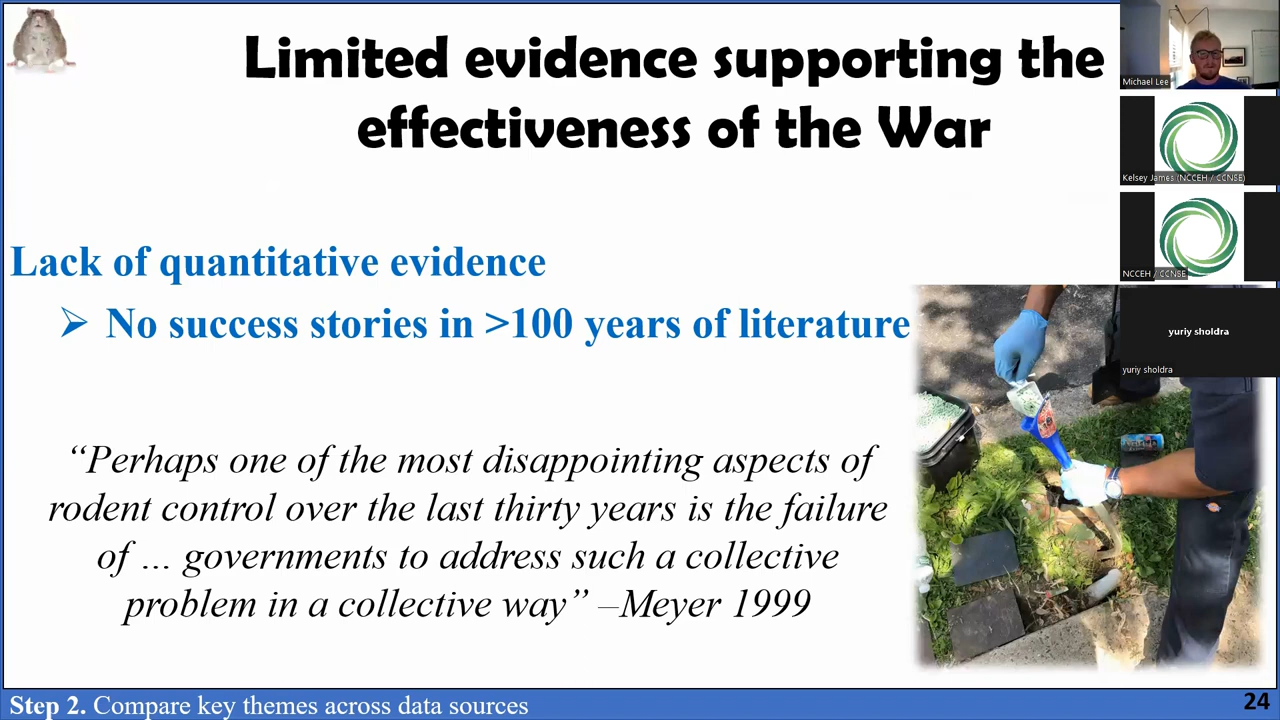 Limited evidence supporting the
effectiveness of the War
Lack of quantitative evidence
➢ No success stories in >100 years of literature
“Perhaps one of the most disappointing aspects of
rodent control over the last thirty years is the failure
of ... governments to address such a collective
problem in a collective way” –Meyer 1999
Step 2. Compare key themes across data sources
24
Michael Lee
Kelsey James (NCCEH / CCNSE)
NCCEH / CCNSE
yuriy sholdra
yuriy sholdra